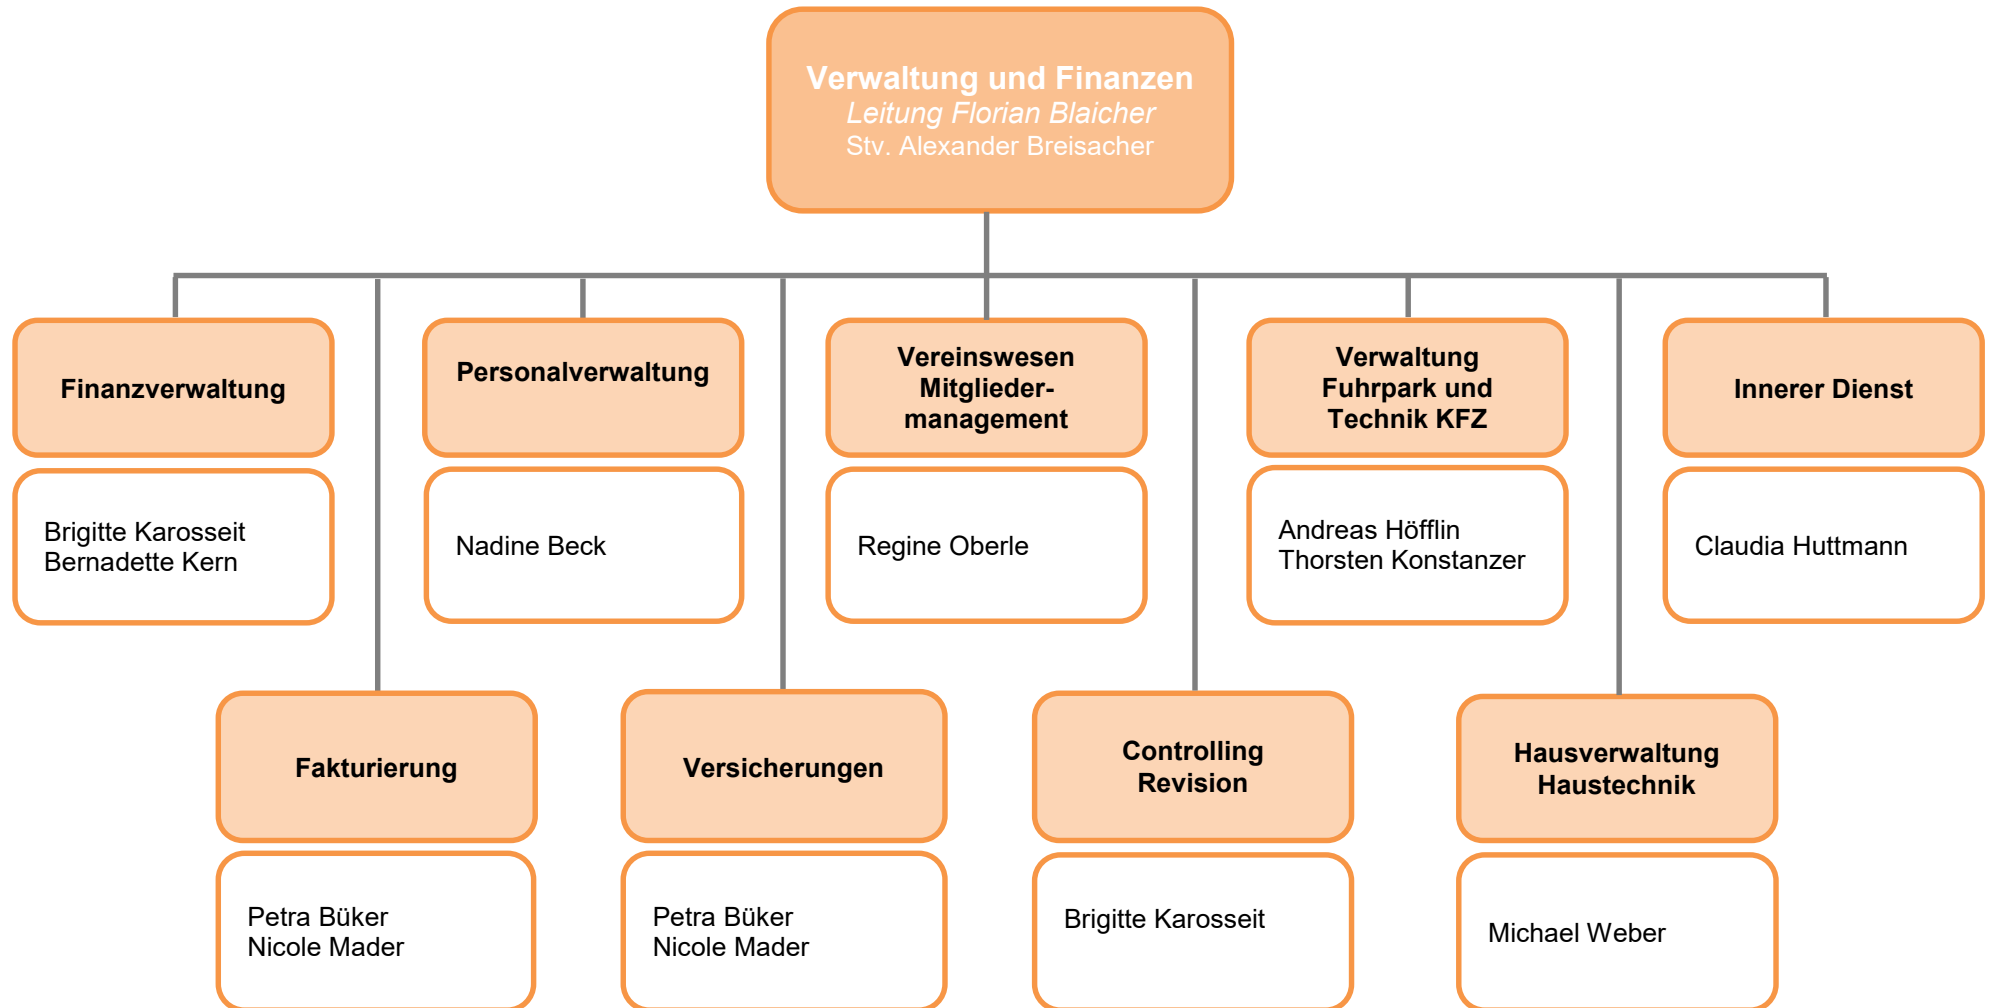 Verwaltung und Finanzen
Leitung Florian Blaicher
Stv. Alexander Breisacher
Finanzverwaltung
Brigitte Karosseit
Bernadette Kern
Personalverwaltung
Nadine Beck
Vereinswesen
Mitglieder-
management
Regine Oberle
Verwaltung
Fuhrpark und
Technik KFZ
Andreas Höfflin
Thorsten Konstanzer
Innerer Dienst
Claudia Huttmann
Fakturierung
Petra Büker
Nicole Mader
Versicherungen
Petra Büker
Nicole Mader
Controlling
Revision
Brigitte Karosseit
Hausverwaltung
Haustechnik
Michael Weber